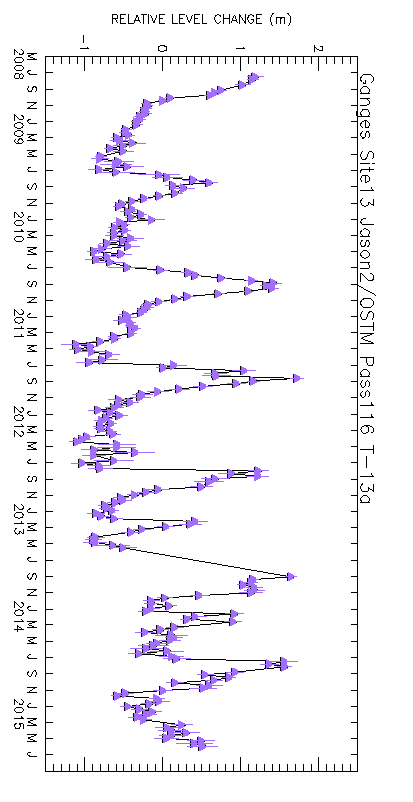 RELATIVE LEVEL CHANGE (m)
-1 0 1 2
Ganges Site13 Jason2/OSTM Pass116 T-13a
M J S N J M M J S N J M M J S N J M M J S N J M M J S N J M M J S N J M M J S N J M M J
2008 2009 2010 2011 2012 2013 2014 2015